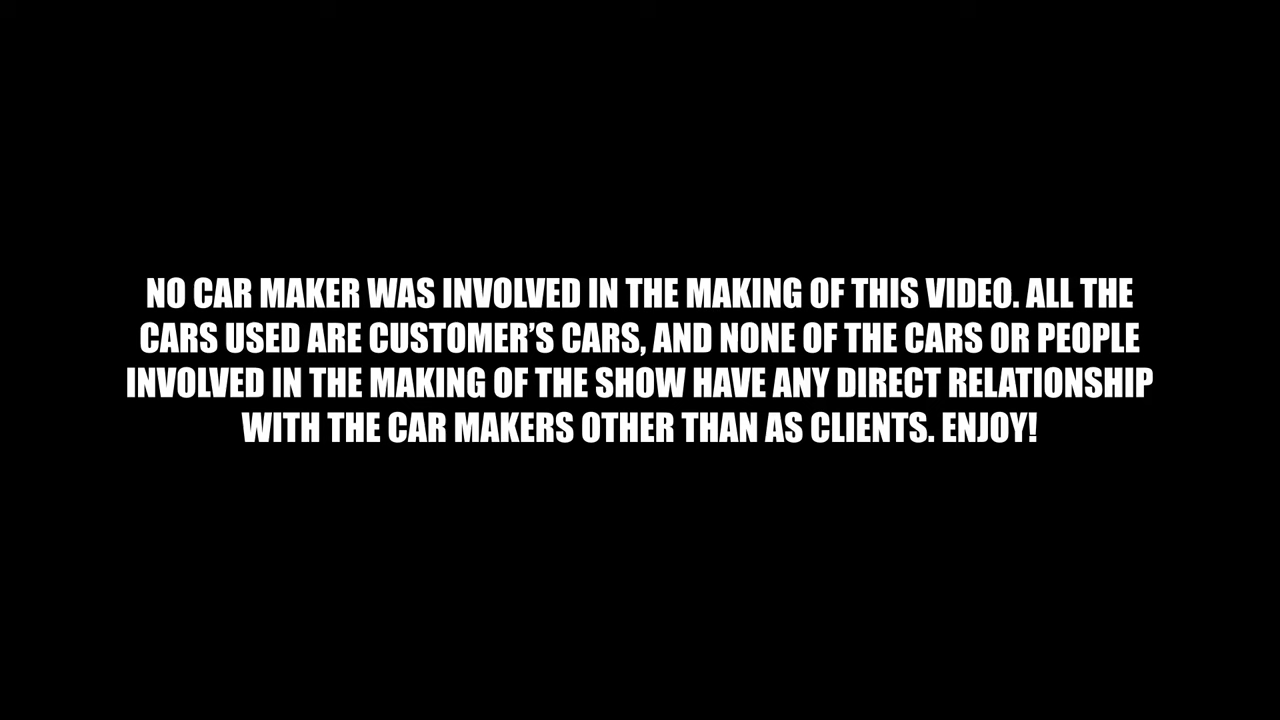 NO CAR MAKER WAS INVOLVED IN THE MAKING OF THIS VIDEO. ALL THE
CARS USED ARE CUSTOMER’S CARS, AND NONE OF THE CARS OR PEOPLE
INVOLVED IN THE MAKING OF THE SHOW HAVE ANY DIRECT RELATIONSHIP
WITH THE CAR MAKERS OTHER THAN AS CLIENTS. ENJOY!